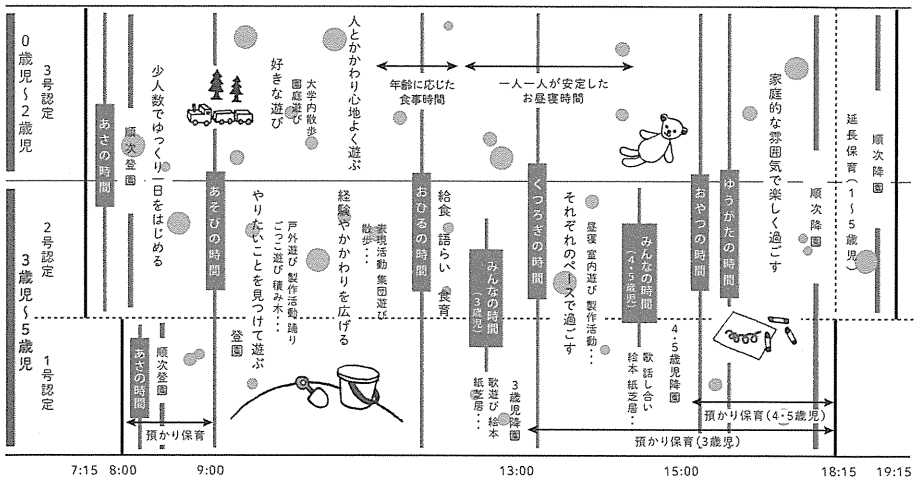 0歳児〜2歳児
3号認定
3歳児〜5歳児
2号認定
1号認定
あさの時間
順次登園
少人数でゆっくり一日をはじめる
あさの時間
順次登園
預かり保育
あそびの時間
好きな遊び
園庭遊び
大学内散歩
人とかかわり心地よく遊ぶ
やりたいことを見つけて遊ぶ
登園
戸外遊び 製作活動 踊り
ごっこ遊び 積み木・・・
経験やかかわりを広げる
表現活動 集団遊び
散歩・・・
年齢に応じた
食事時間
おひるの時間
給食 語らい 食育
みんなの時間
(3歳児)
歌遊び 絵本
紙芝居・・・
3歳児降園
一人一人が安定した
お昼寝時間
くつろぎの時間
それぞれのペースで過ごす
昼寝 室内遊び 製作活動・・・
みんなの時間
(4・5歳児)
歌 話し合い
絵本 紙芝居・・・
4・5歳児降園
おやつの時間
ゆうがたの時間
家庭的な雰囲気で楽しく過ごす
順次降園
延長保育(1〜5歳児)
順次降園
預かり保育(4・5歳児)
預かり保育(3歳児)
7:15
8:00
9:00
13:00
15:00
18:15
19:15